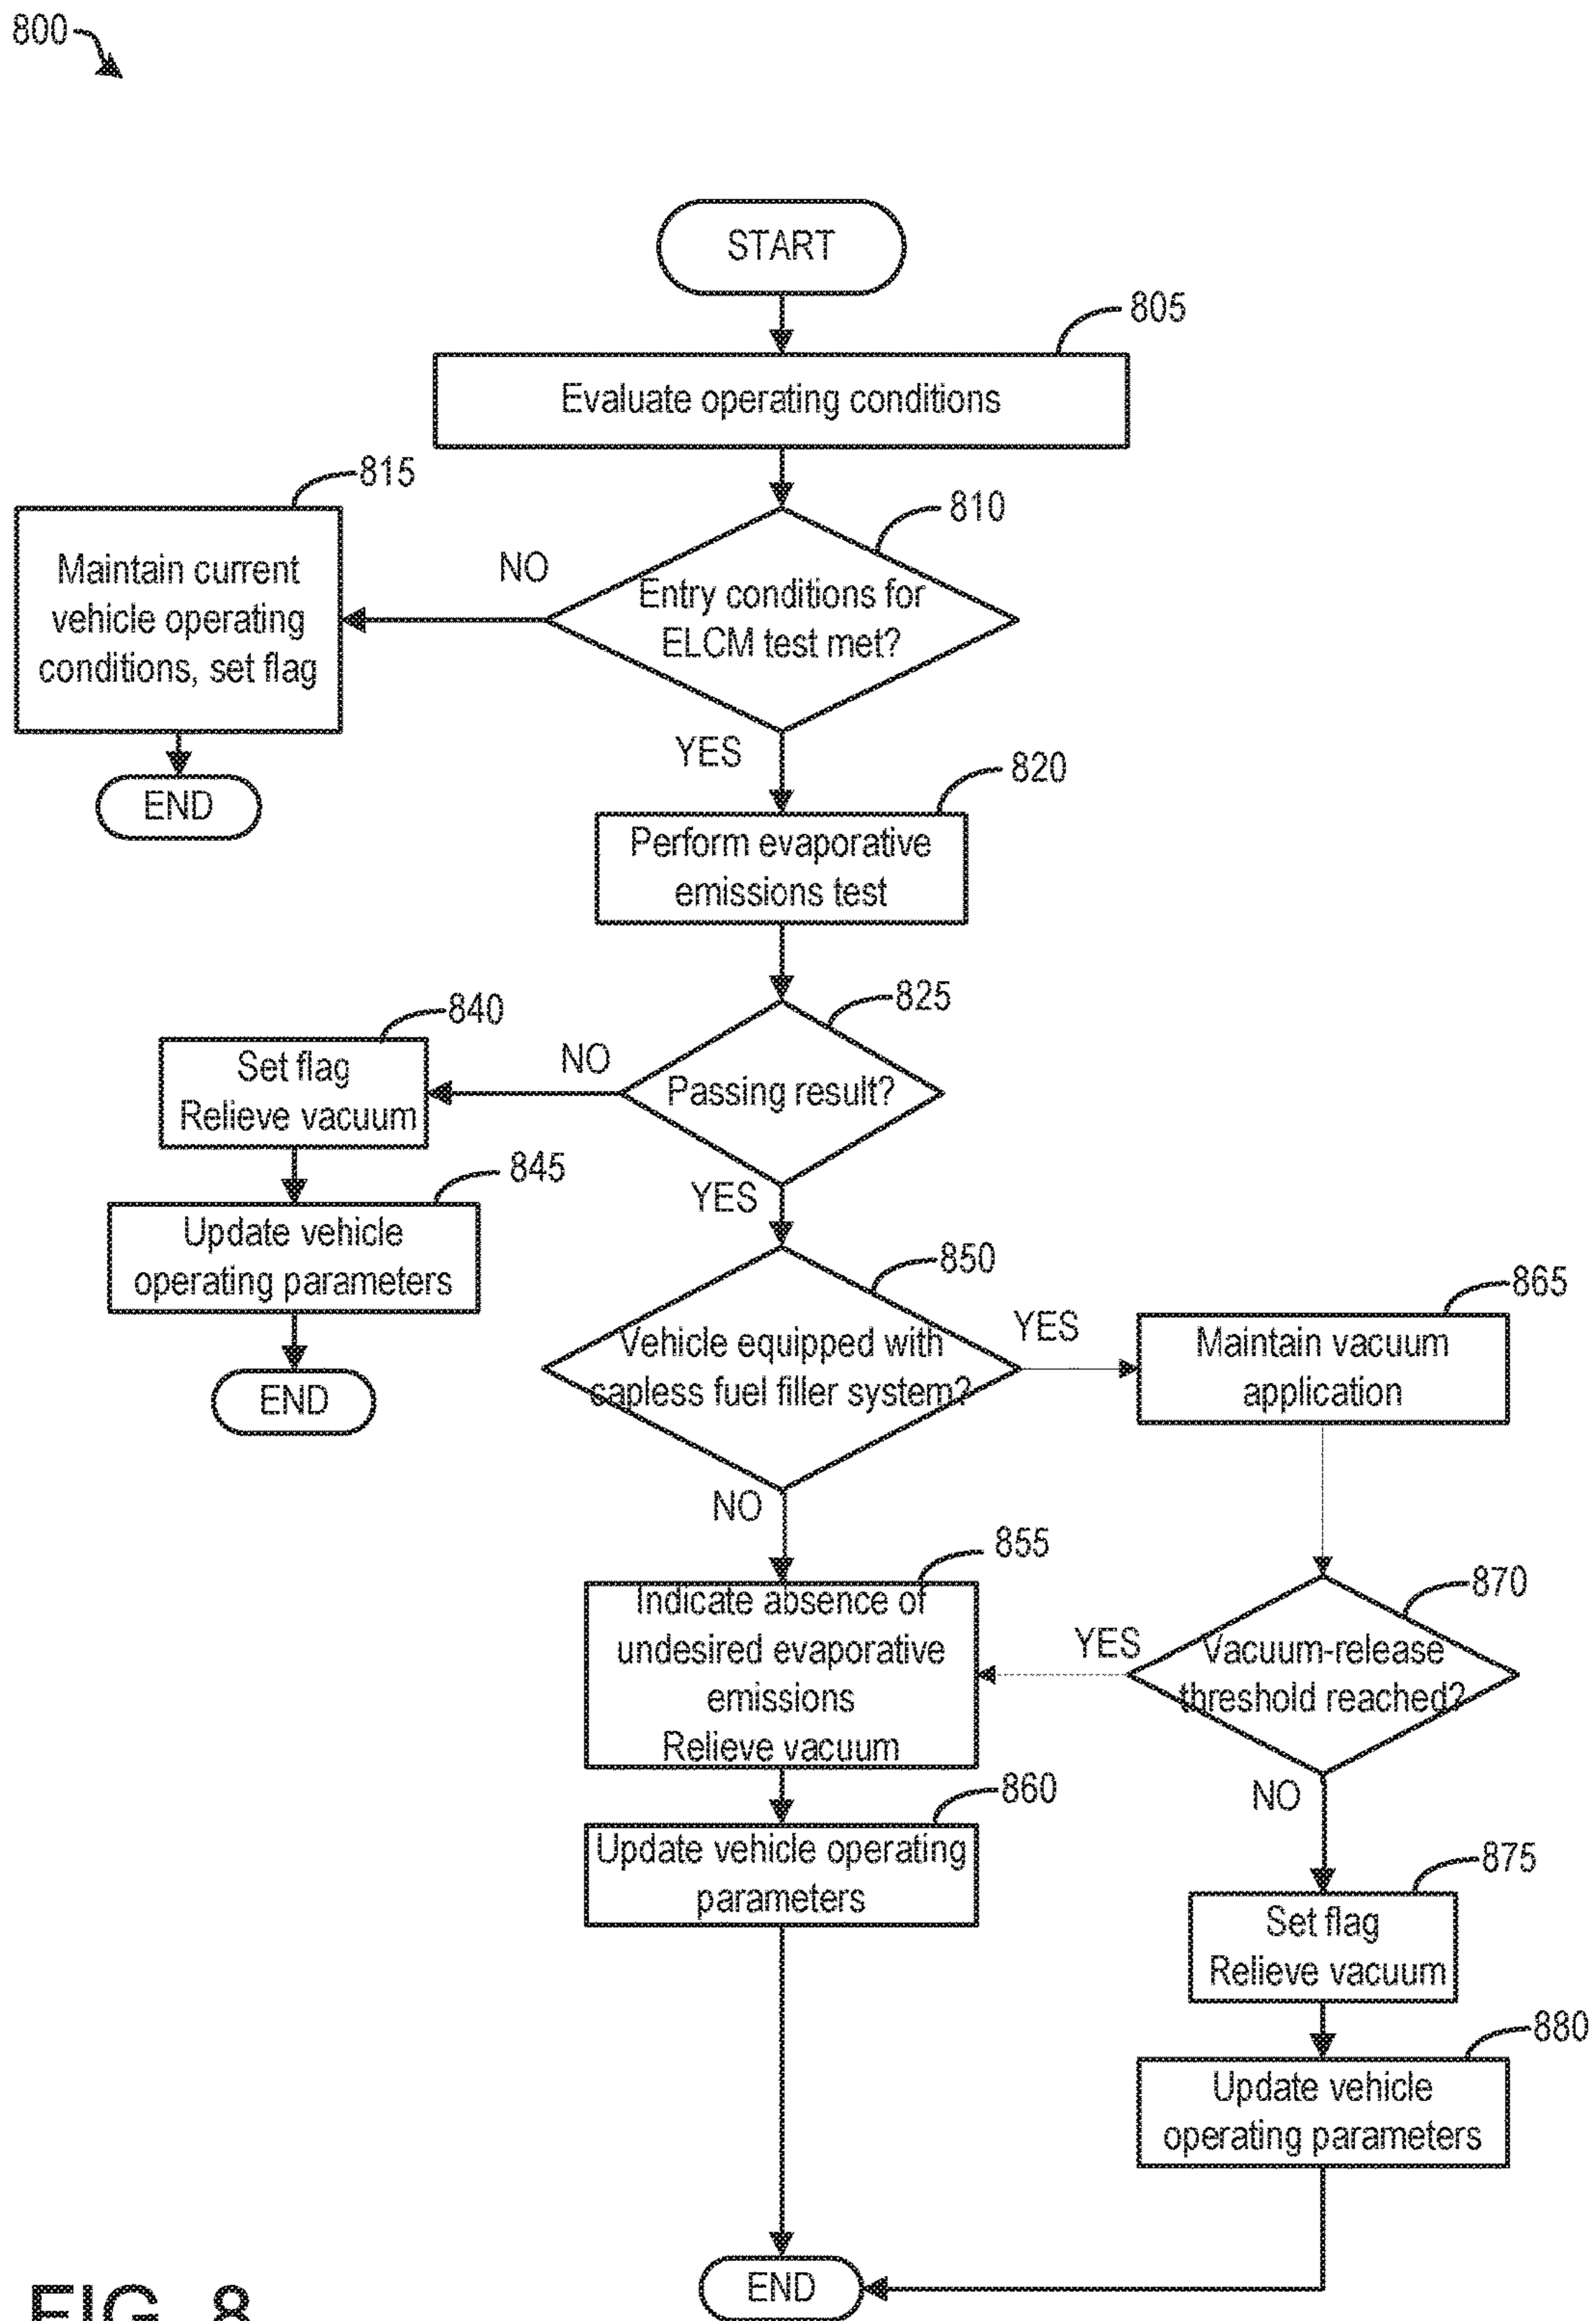 800
START
805
Evaluate operating conditions
815
810
Maintain current
vehicle operating
conditions, set flag
NO
Entry conditions for
ELCM test met?
END
YES
820
Perform evaporative
emissions test
840
825
Set flag
Relieve vacuum
NO
Passing result?
845
YES
Update vehicle
operating parameters
END
850
Vehicle equipped with
capless fuel filler system?
YES
865
Maintain vacuum
application
NO
855
Indicate absence of
undesired evaporative
emissions
Relieve vacuum
870
YES
Vacuum-release
threshold reached?
NO
860
Update vehicle operating
parameters
875
Set flag
Relieve vacuum
880
Update vehicle
operating parameters
END
FIG. 8